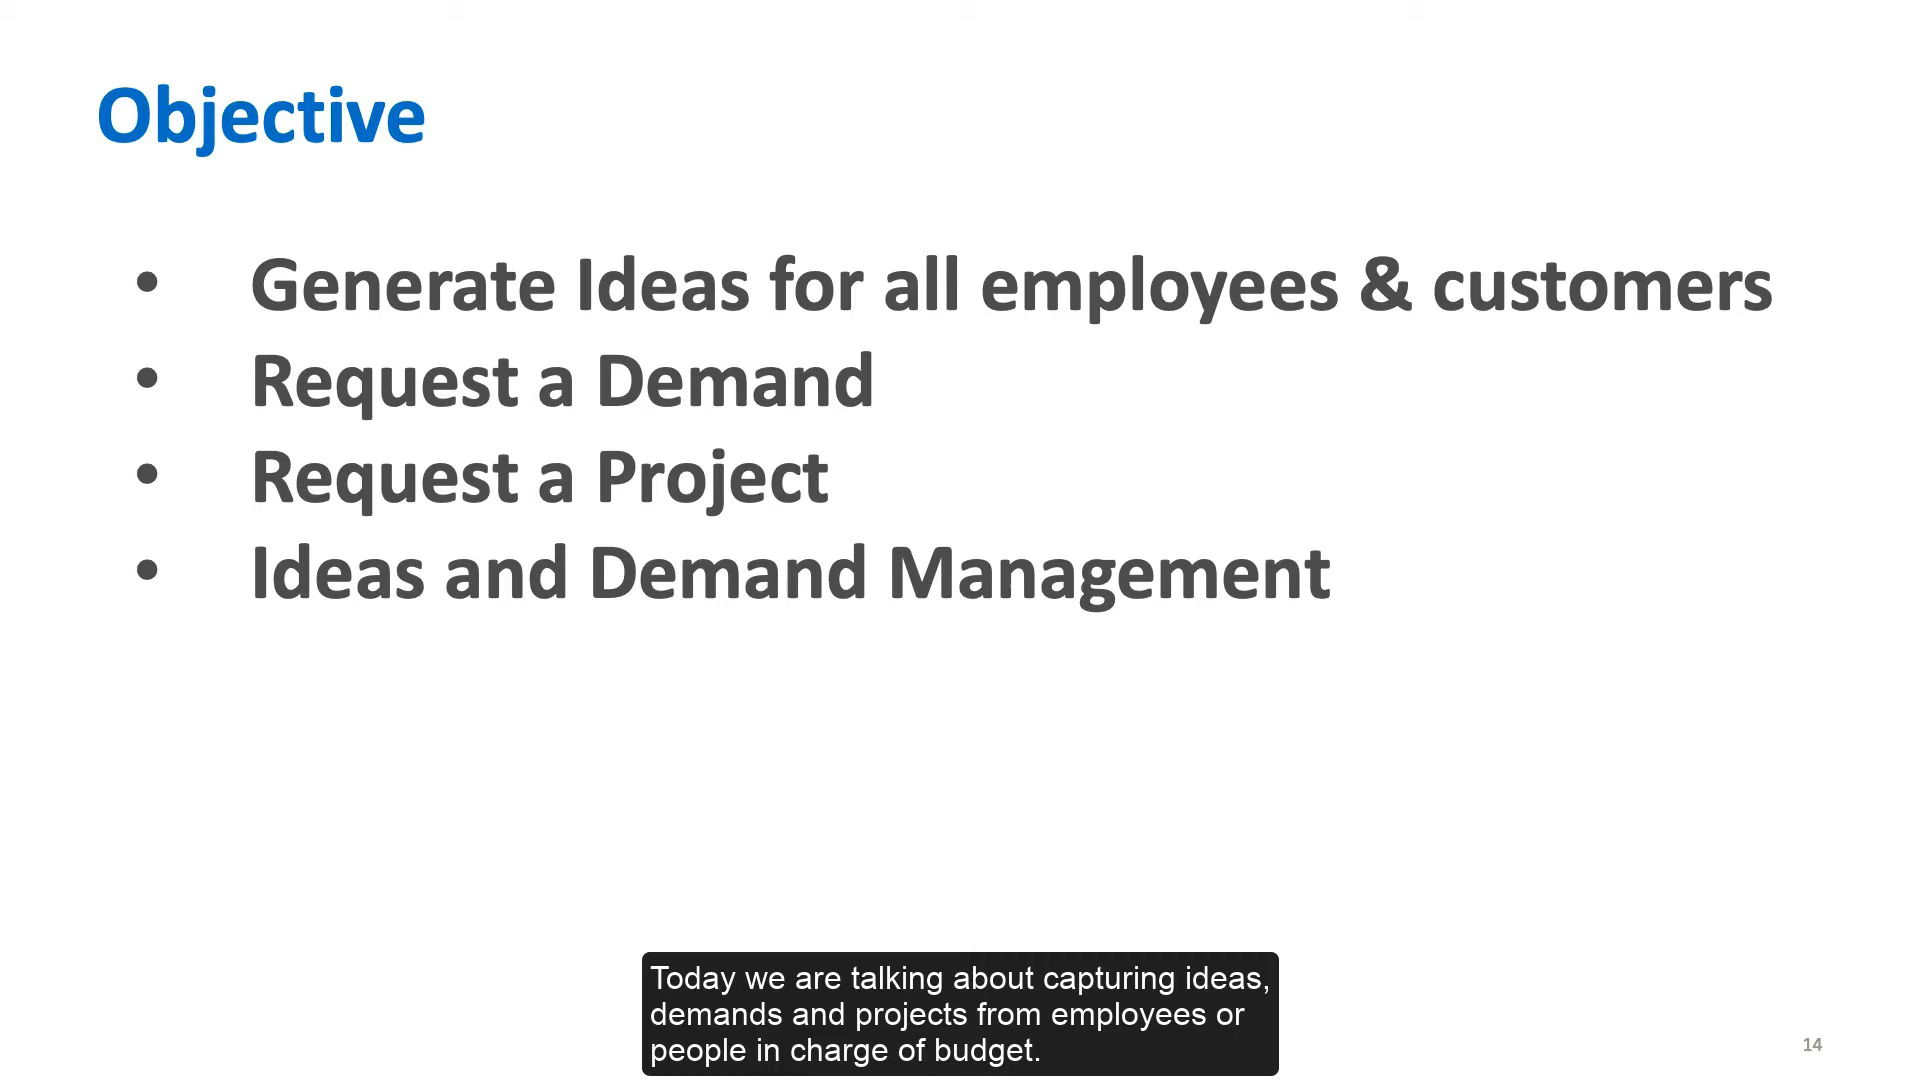 Objective
• Generate Ideas for all employees & customers
• Request a Demand
• Request a Project
• Ideas and Demand Management
Today we are talking about capturing ideas,
demands and projects from employees or
people in charge of budget.
14